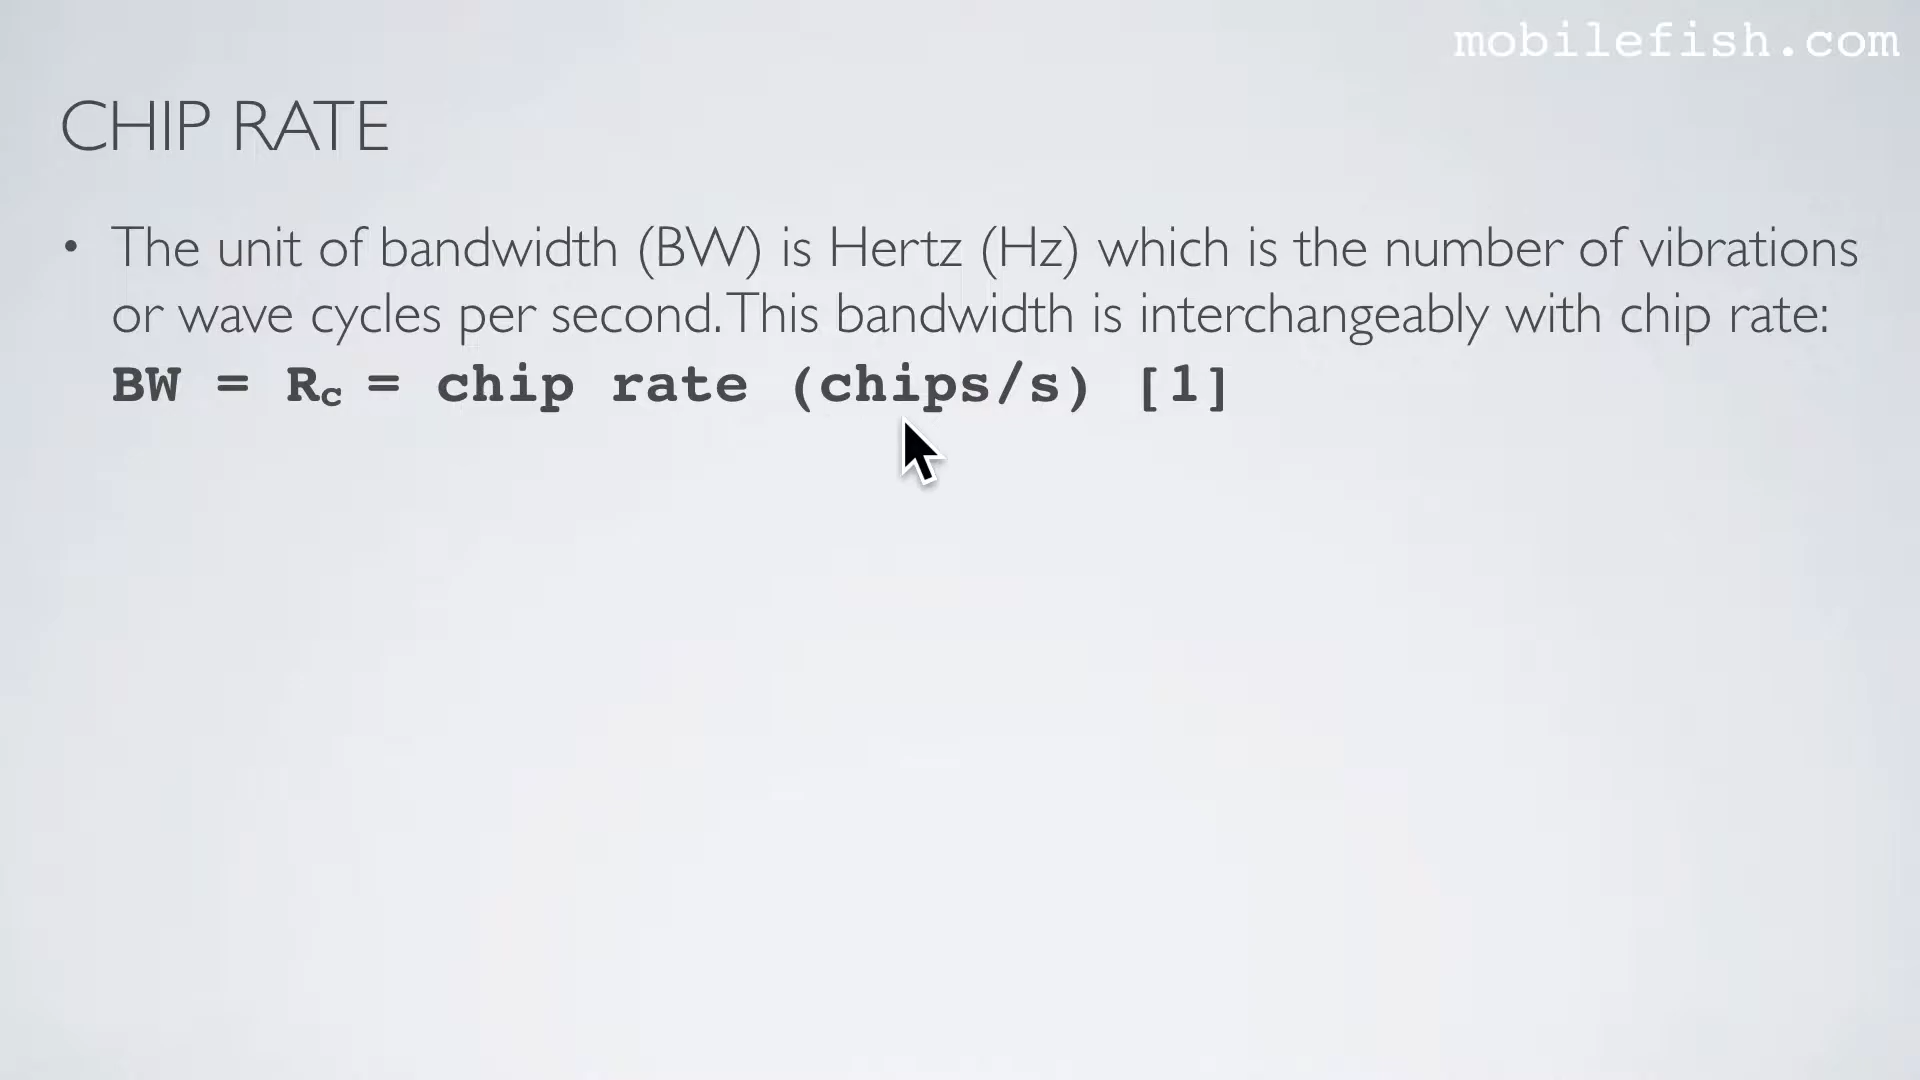 mobilefish.com
CHIP RATE
• The unit of bandwidth (BW) is Hertz (Hz) which is the number of vibrations
or wave cycles per second. This bandwidth is interchangeably with chip rate:
BW = Rc = chip rate (chips/s) [1]